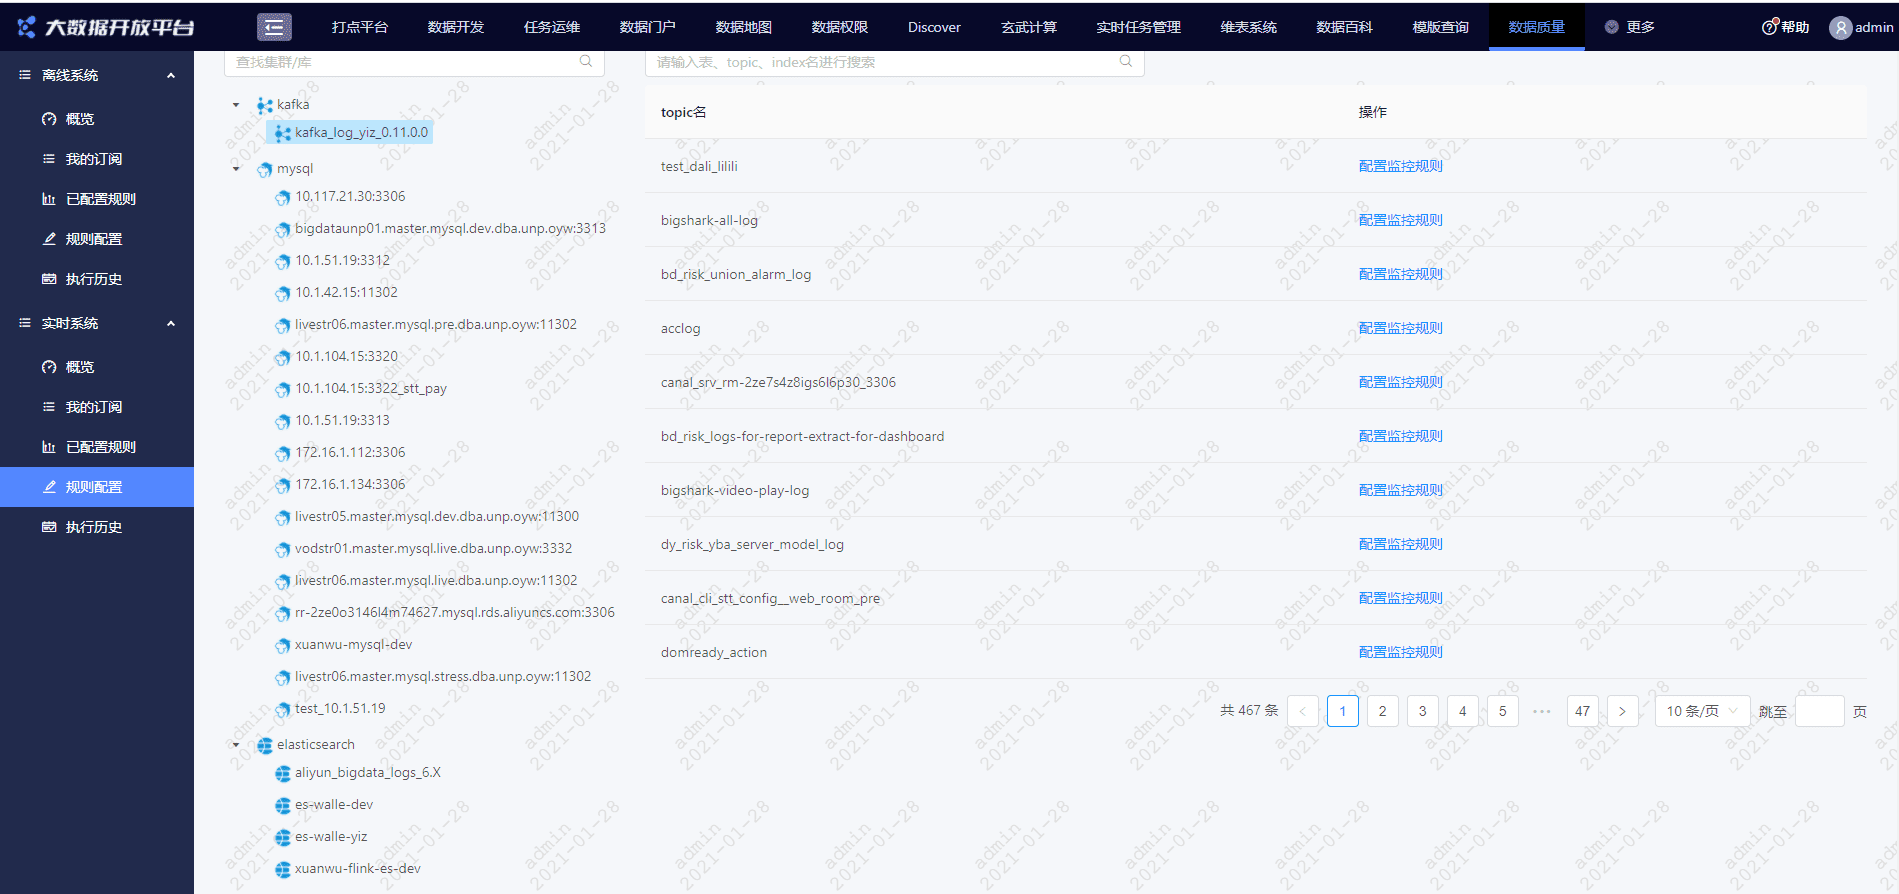 大数据开放平台
打点平台 数据开发 任务运维 数据门户 数据地图 数据权限 Discover 玄武计算 实时任务管理 维表系统 数据百科 模版查询 数据质量 更多 帮助 admin
离线系统
概览
我的订阅
已配置规则
规则配置
执行历史
实时系统
概览
我的订阅
已配置规则
规则配置
执行历史
查找集群/库
kafka
kafka_log_yiz_0.11.0.0
mysql
10.117.21.30:3306
bigdataunp01.master.mysql.dev.dba.unp.oyw:3313
10.1.51.19:3312
10.1.42.15:11302
livestr06.master.mysql.pre.dba.unp.oyw:11302
10.1.104.15:3320
10.1.104.15:3322_stt_pay
10.1.51.19:3313
172.16.1.112:3306
172.16.1.134:3306
livestr05.master.mysql.dev.dba.unp.oyw:11300
vodstr01.master.mysql.live.dba.unp.oyw:3332
livestr06.master.mysql.live.dba.unp.oyw:11302
rr-2ze0o3146l4m74627.mysql.rds.aliyuncs.com:3306
xuanwu-mysql-dev
livestr06.master.mysql.stress.dba.unp.oyw:11302
test_10.1.51.19
elasticsearch
aliyun_bigdata_logs_6.X
es-walle-dev
es-walle-yiz
xuanwu-flink-es-dev
请输入表、topic、index名进行搜索
topic名 操作
test_dali_lilili 配置监控规则
bigshark-all-log 配置监控规则
bd_risk_union_alarm_log 配置监控规则
acclog 配置监控规则
canal_srv_rm-2ze7s4z8igs6l6p30_3306 配置监控规则
bd_risk_logs-for-report-extract-for-dashboard 配置监控规则
bigshark-video-play-log 配置监控规则
dy_risk_yba_server_model_log 配置监控规则
canal_cli_stt_config__web_room_pre 配置监控规则
domready_action 配置监控规则
共 467 条 < 1 2 3 4 5 ••• 47 > 10 条/页 跳至 页
admin
2021-01-28